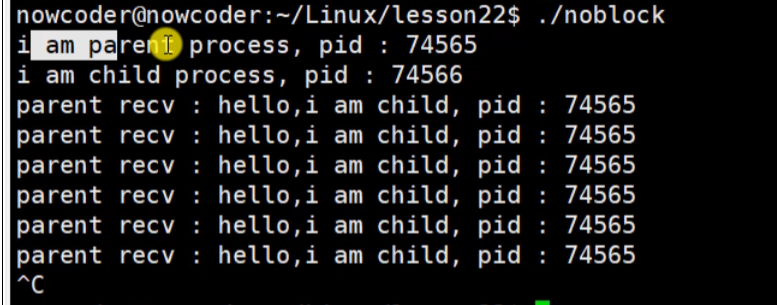 nowcoder@nowcoder:~/Linux/lesson22$ ./noblock
i am parent process, pid : 74565
i am child process, pid : 74566
parent recv : hello,i am child, pid : 74565
parent recv : hello,i am child, pid : 74565
parent recv : hello,i am child, pid : 74565
parent recv : hello,i am child, pid : 74565
parent recv : hello,i am child, pid : 74565
parent recv : hello,i am child, pid : 74565
^C